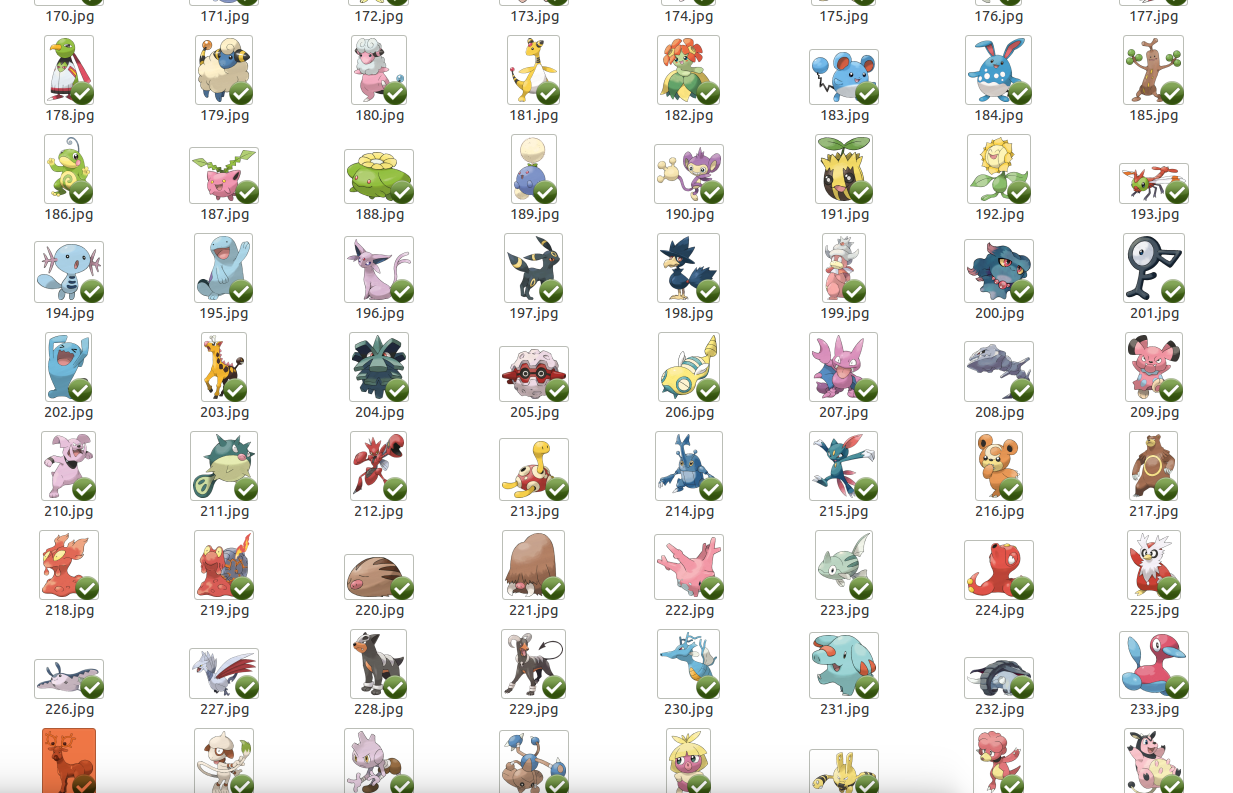 170.jpg 171.jpg 172.jpg 173.jpg 174.jpg 175.jpg 176.jpg 177.jpg
178.jpg 179.jpg 180.jpg 181.jpg 182.jpg 183.jpg 184.jpg 185.jpg
186.jpg 187.jpg 188.jpg 189.jpg 190.jpg 191.jpg 192.jpg 193.jpg
194.jpg 195.jpg 196.jpg 197.jpg 198.jpg 199.jpg 200.jpg 201.jpg
202.jpg 203.jpg 204.jpg 205.jpg 206.jpg 207.jpg 208.jpg 209.jpg
210.jpg 211.jpg 212.jpg 213.jpg 214.jpg 215.jpg 216.jpg 217.jpg
218.jpg 219.jpg 220.jpg 221.jpg 222.jpg 223.jpg 224.jpg 225.jpg
226.jpg 227.jpg 228.jpg 229.jpg 230.jpg 231.jpg 232.jpg 233.jpg